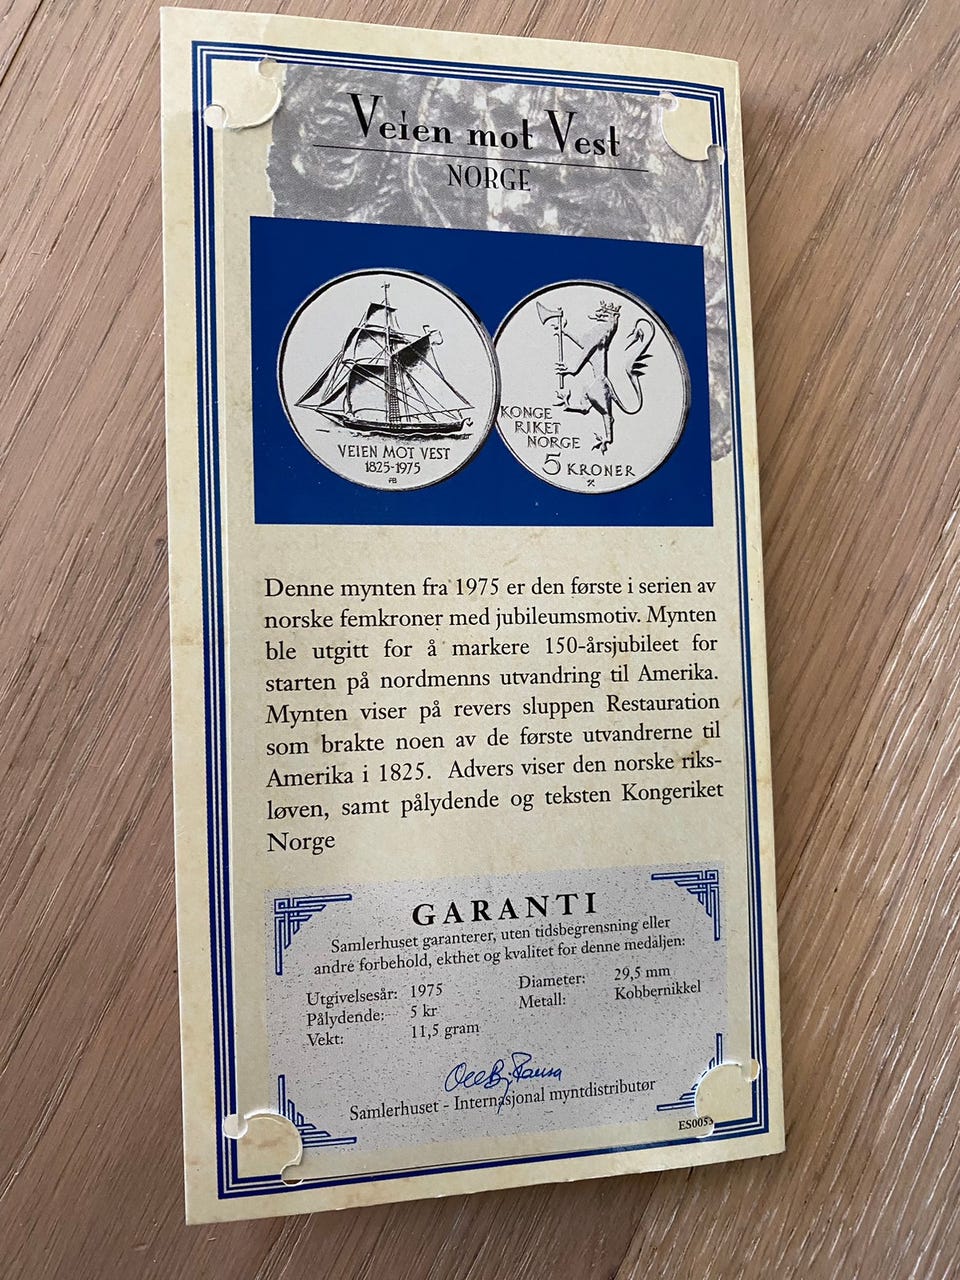 Veien mot Vest
NORGE
VEIEN MOT VEST
1825-1975
KONGE
RIKET
NORGE
5 KRONER
Denne mynten fra 1975 er den første i serien av
norske femkroner med jubileumsmotiv. Mynten
ble utgitt for å markere 150-årsjubileet for
starten på nordmenns utvandring til Amerika.
Mynten viser på revers sluppen Restauration
som brakte noen av de første utvandrerne til
Amerika i 1825. Advers viser den norske riks-
løven, samt pålydende og teksten Kongeriket
Norge
GARANTI
Samlerhuset garanterer, uten tidsbegrensning eller
andre forbehold, ekthet og kvalitet for denne medaljen:
Utgivelsesår: 1975 Diameter: 29,5 mm
Pålydende: 5 kr Metall: Kobbernikkel
Vekt: 11,5 gram
Samlerhuset - Internasjonal myntdistributør
ES0053